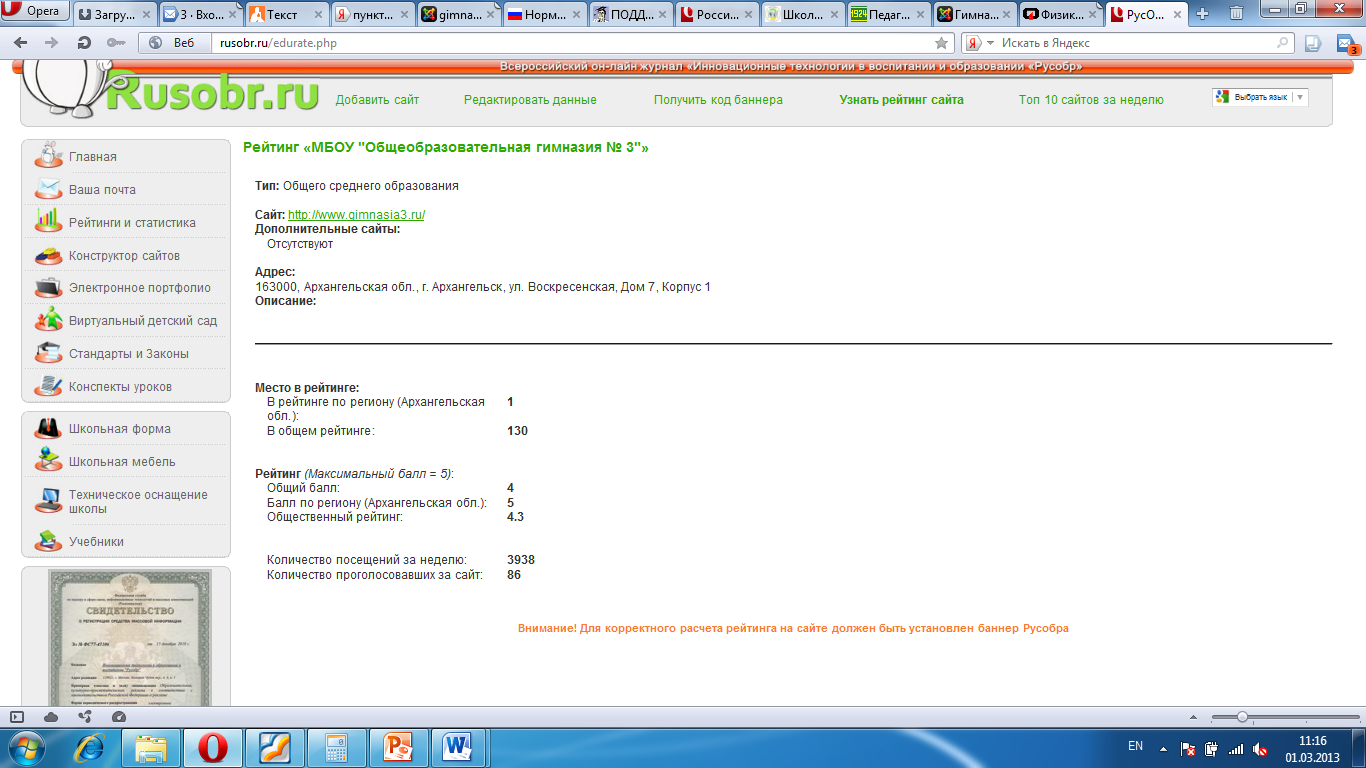 Opera
Загру...
3 · Вхо...
Текст
пункт...
gimna...
Норм...
ПОДД...
Росси...
Школ...
Педаг...
Гимна...
Физик...
РусО...
Веб
rusobr.ru/edurate.php
Искать в Яндекс
3
Всероссийский он-лайн журнал «Инновационные технологии в воспитании и образовании «Русобр»
Rusobr.ru
Добавить сайт
Редактировать данные
Получить код баннера
Узнать рейтинг сайта
Топ 10 сайтов за неделю
Выбрать язык
Главная
Ваша почта
Рейтинги и статистика
Конструктор сайтов
Электронное портфолио
Виртуальный детский сад
Стандарты и Законы
Конспекты уроков
Школьная форма
Школьная мебель
Техническое оснащение
школы
Учебники
СВИДЕТЕЛЬСТВО
О РЕГИСТРАЦИИ СРЕДСТВА МАССОВОЙ ИНФОРМАЦИИ
Рейтинг «МБОУ "Общеобразовательная гимназия № 3"»
Тип: Общего среднего образования
Сайт: http://www.gimnasia3.ru/
Дополнительные сайты:
Отсутствуют
Адрес:
163000, Архангельская обл., г. Архангельск, ул. Воскресенская, Дом 7, Корпус 1
Описание:
Место в рейтинге:
В рейтинге по региону (Архангельская 1
обл.):
В общем рейтинге: 130
Рейтинг (Максимальный балл = 5):
Общий балл: 4
Балл по региону (Архангельская обл.): 5
Общественный рейтинг: 4.3
Количество посещений за неделю: 3938
Количество проголосовавших за сайт: 86
Внимание! Для корректного расчета рейтинга на сайте должен быть установлен баннер Русобра
EN
11:16
01.03.2013